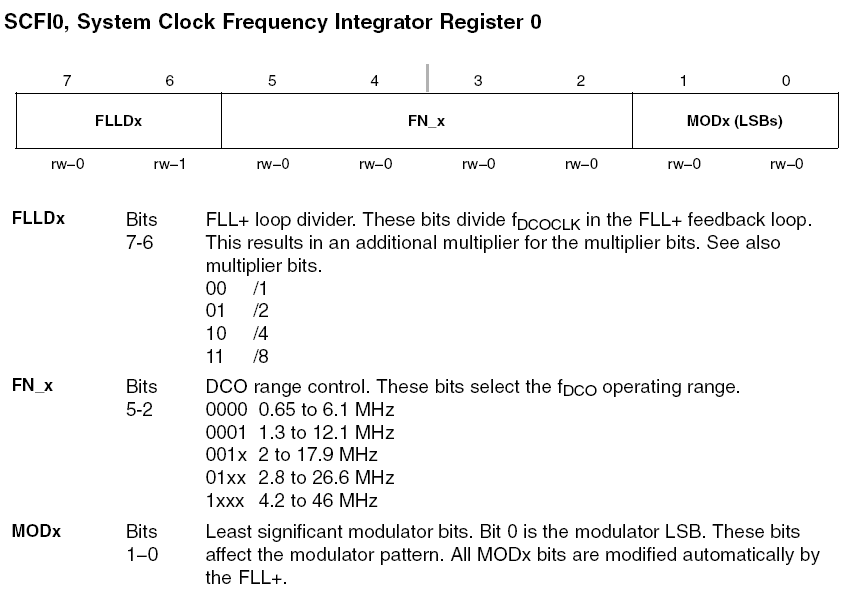 SCFI0, System Clock Frequency Integrator Register 0
7 6 5 4 3 2 1 0
FLLDx FN_x MODx (LSBs)
rw–0 rw–1 rw–0 rw–0 rw–0 rw–0 rw–0 rw–0
FLLDx Bits FLL+ loop divider. These bits divide fDCOCLK in the FLL+ feedback loop.
7-6 This results in an additional multiplier for the multiplier bits. See also
multiplier bits.
00 /1
01 /2
10 /4
11 /8
FN_x Bits DCO range control. These bits select the fDCO operating range.
5-2 0000 0.65 to 6.1 MHz
0001 1.3 to 12.1 MHz
001x 2 to 17.9 MHz
01xx 2.8 to 26.6 MHz
1xxx 4.2 to 46 MHz
MODx Bits Least significant modulator bits. Bit 0 is the modulator LSB. These bits
1–0 affect the modulator pattern. All MODx bits are modified automatically by
the FLL+.